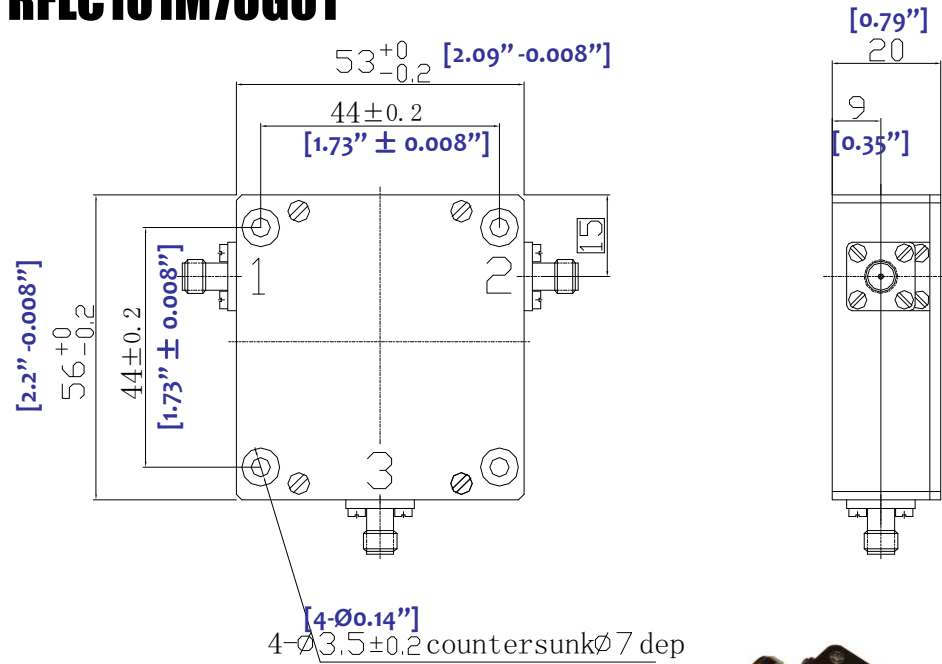 [0.79”]
20
53 +0 -0.2 [2.09” -0.008”]
44±0.2
[1.73” ± 0.008”]
9
[0.35”]
15
1
2
[2.2” -0.008”]
56 +0 -0.2
44±0.2
[1.73” ± 0.008”]
3
[4-Ø0.14”]
4-Ø3.5±0.2 countersunkØ7 dep